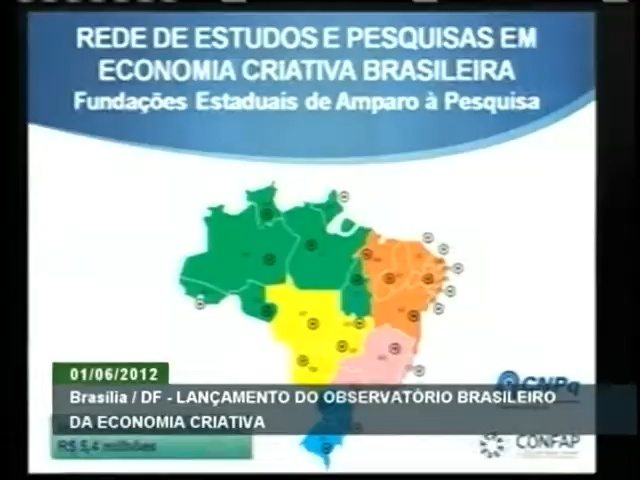 REDE DE ESTUDOS E PESQUISAS EM
ECONOMIA CRIATIVA BRASILEIRA
Fundações Estaduais de Amparo à Pesquisa
01/06/2012
CNPq
Brasília / DF - LANÇAMENTO DO OBSERVATÓRIO BRASILEIRO
DA ECONOMIA CRIATIVA
R$ 5,4 milhões
CONFAP